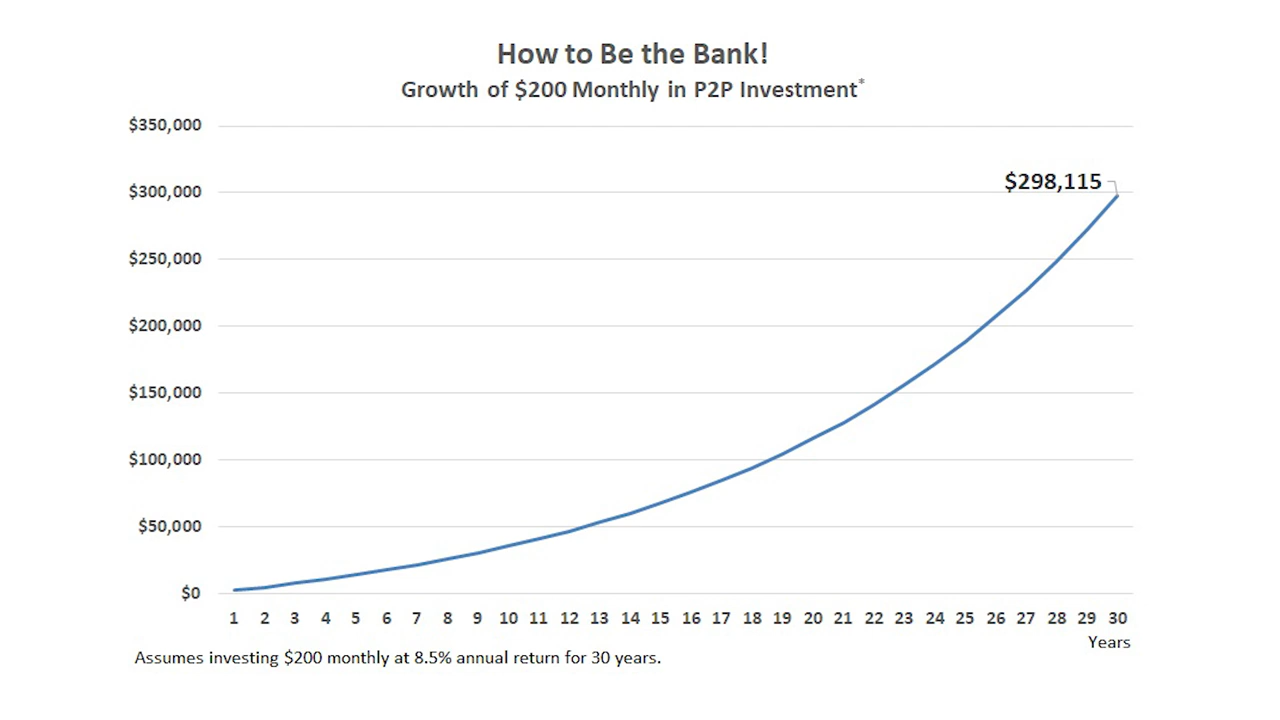 How to Be the Bank!
Growth of $200 Monthly in P2P Investment*
$350,000
$300,000
$298,115
$250,000
$200,000
$150,000
$100,000
$50,000
$0
1 2 3 4 5 6 7 8 9 10 11 12 13 14 15 16 17 18 19 20 21 22 23 24 25 26 27 28 29 30
Years
Assumes investing $200 monthly at 8.5% annual return for 30 years.